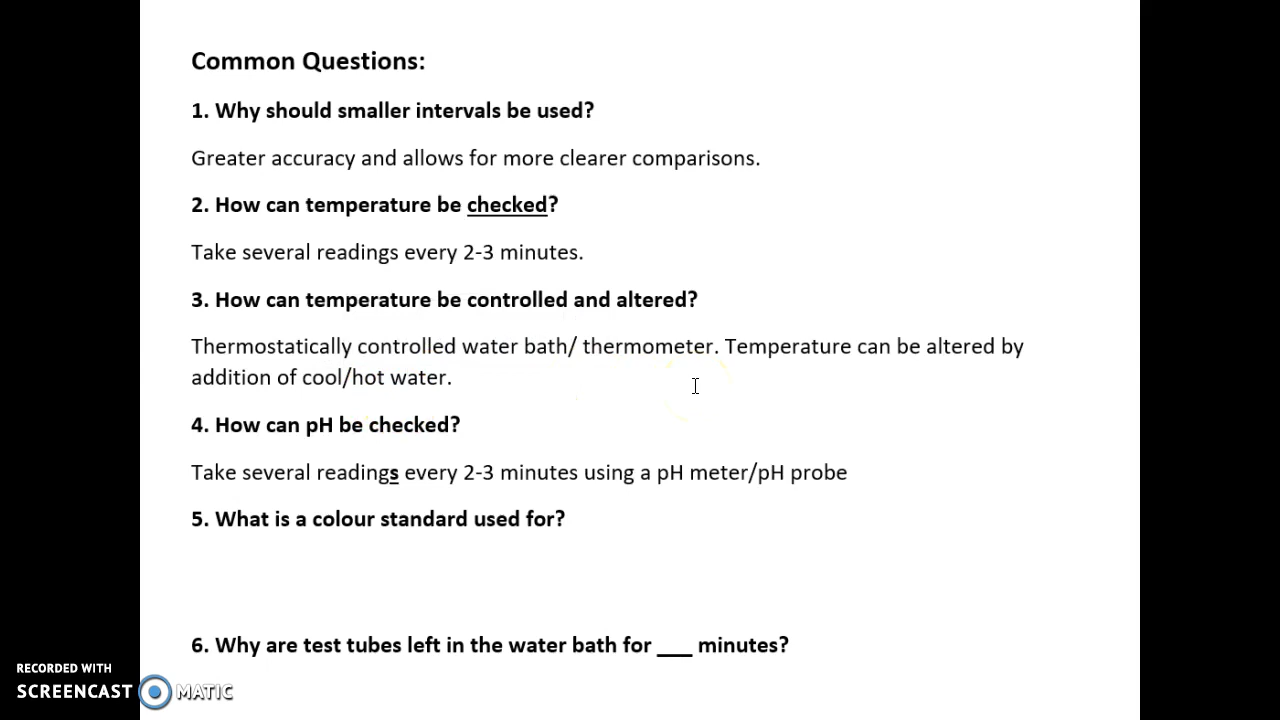 Common Questions:
1. Why should smaller intervals be used?
Greater accuracy and allows for more clearer comparisons.
2. How can temperature be checked?
Take several readings every 2-3 minutes.
3. How can temperature be controlled and altered?
Thermostatically controlled water bath/ thermometer. Temperature can be altered by
addition of cool/hot water.
4. How can pH be checked?
Take several readings every 2-3 minutes using a pH meter/pH probe
5. What is a colour standard used for?
6. Why are test tubes left in the water bath for ___ minutes?
RECORDED WITH
SCREENCAST MATIC